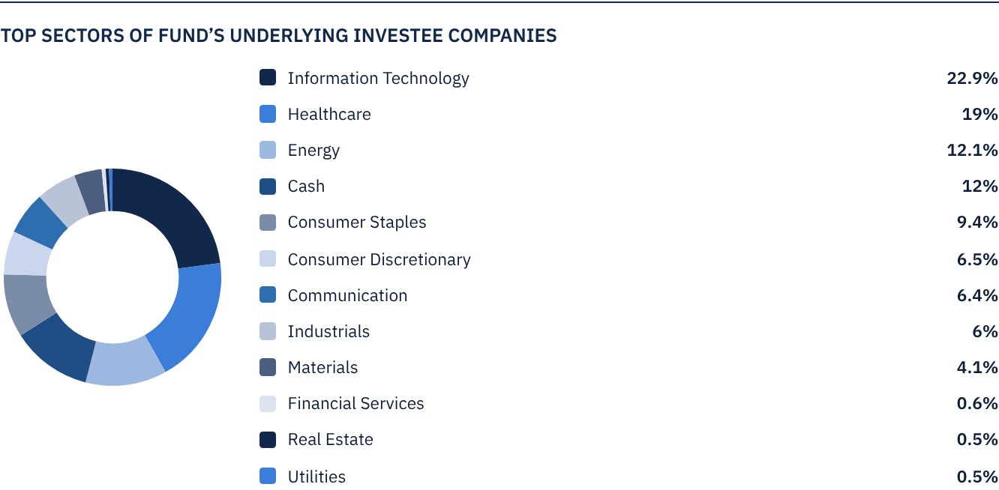 TOP SECTORS OF FUND’S UNDERLYING INVESTEE COMPANIES
Information Technology 22.9%
Healthcare 19%
Energy 12.1%
Cash 12%
Consumer Staples 9.4%
Consumer Discretionary 6.5%
Communication 6.4%
Industrials 6%
Materials 4.1%
Financial Services 0.6%
Real Estate 0.5%
Utilities 0.5%